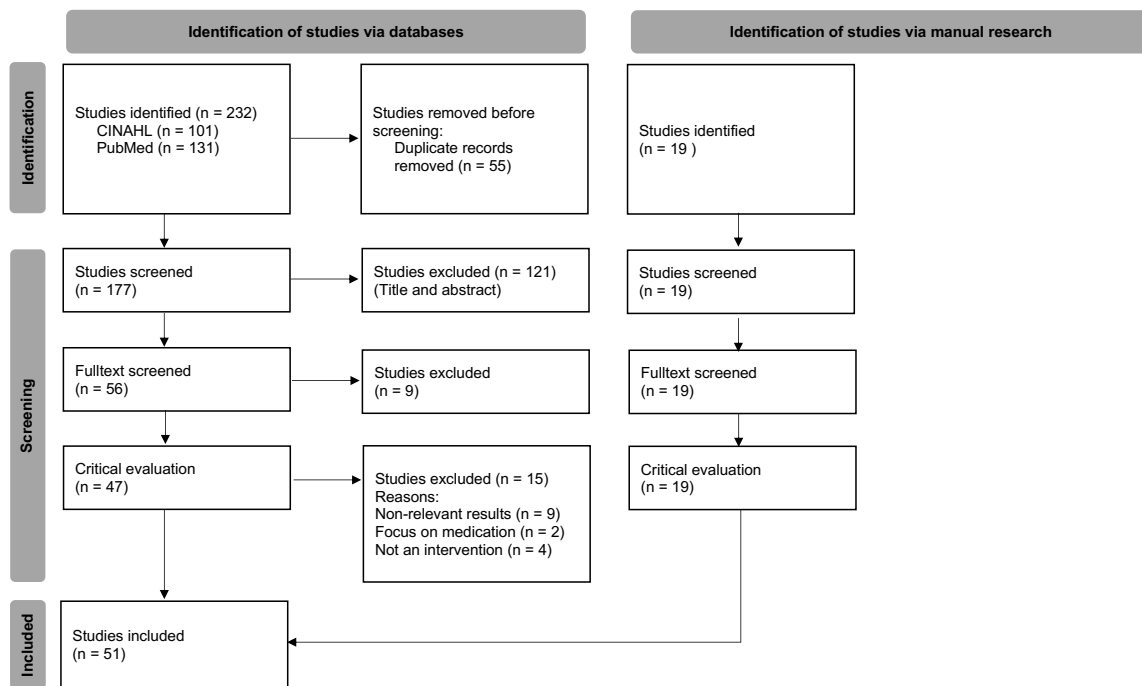 Identification of studies via databases
Identification of studies via manual research
Identification
Studies identified (n = 232)
CINAHL (n = 101)
PubMed (n = 131)
Studies removed before
screening:
Duplicate records
removed (n = 55)
Studies identified
(n = 19 )
Screening
Studies screened
(n = 177)
Studies excluded (n = 121)
(Title and abstract)
Studies screened
(n = 19)
Fulltext screened
(n = 56)
Studies excluded
(n = 9)
Fulltext screened
(n = 19)
Critical evaluation
(n = 47)
Studies excluded (n = 15)
Reasons:
Non-relevant results (n = 9)
Focus on medication (n = 2)
Not an intervention (n = 4)
Critical evaluation
(n = 19)
Included
Studies included
(n = 51)